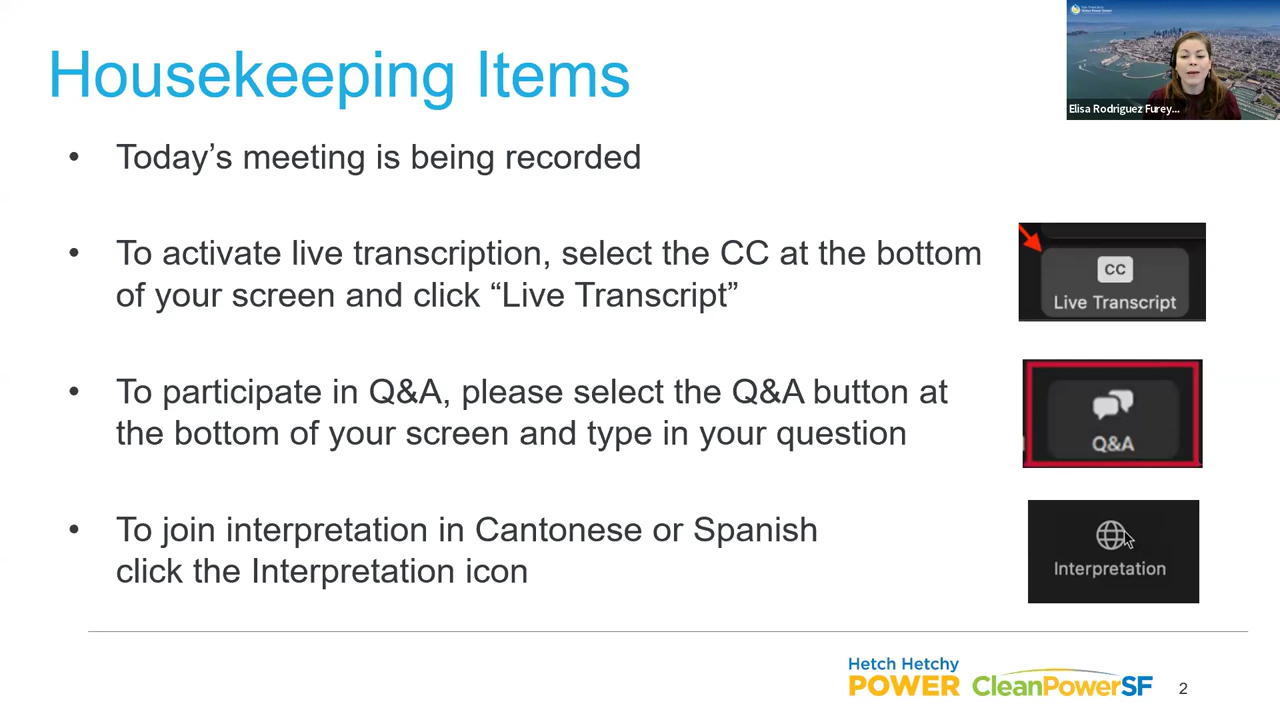 Housekeeping Items
Elisa Rodriguez Furey...
• Today’s meeting is being recorded
• To activate live transcription, select the CC at the bottom
of your screen and click “Live Transcript”
CC
Live Transcript
• To participate in Q&A, please select the Q&A button at
the bottom of your screen and type in your question
Q&A
• To join interpretation in Cantonese or Spanish
click the Interpretation icon
Interpretation
Hetch Hetchy
POWER
CleanPowerSF
2